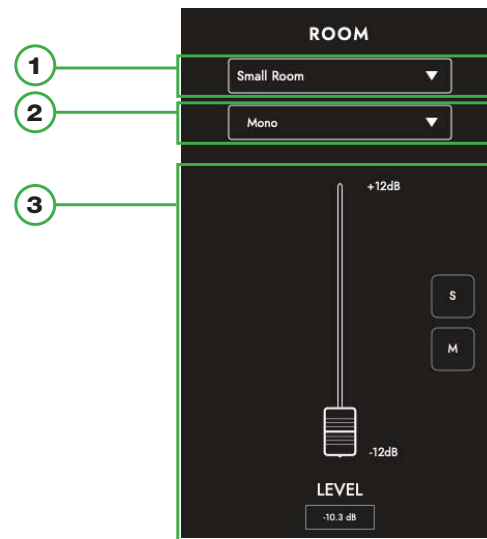 ROOM
1
Small Room
2
Mono
3
+12dB
S
M
-12dB
LEVEL
-10.3 dB